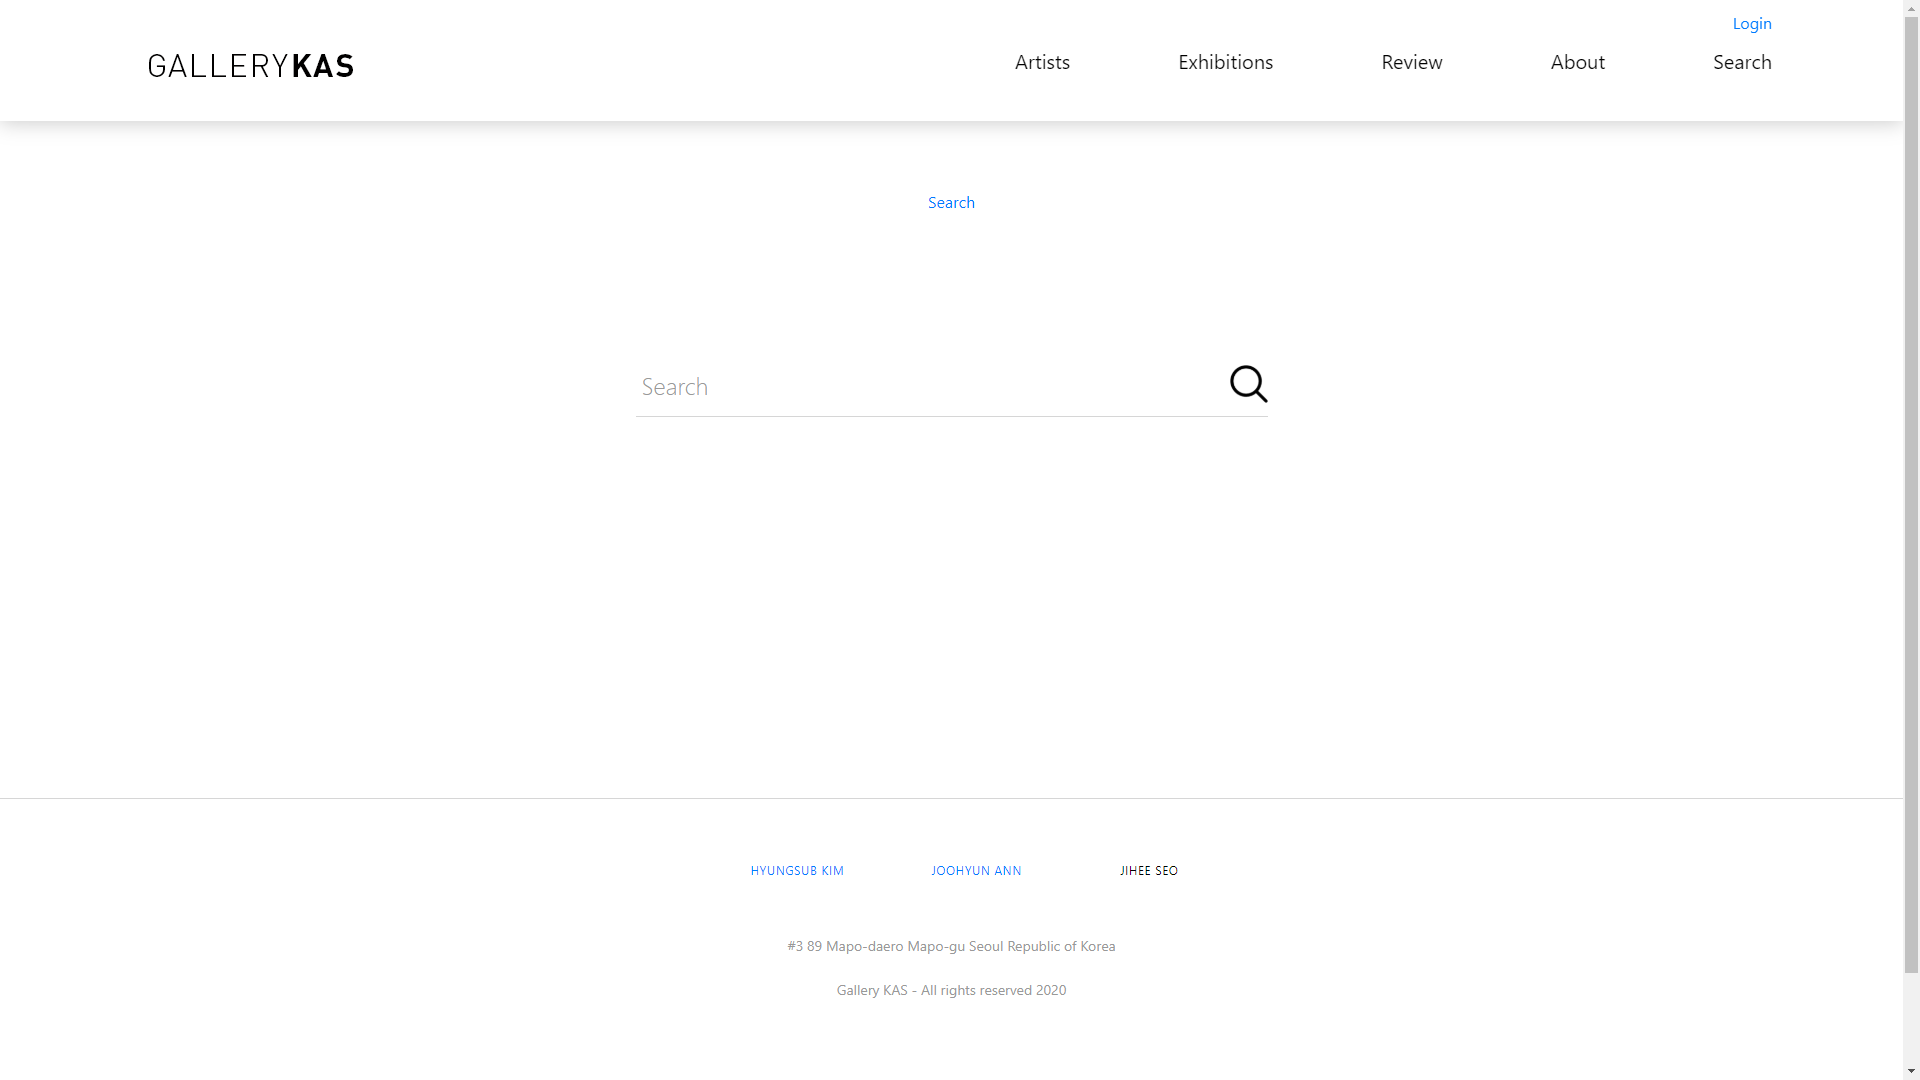 Login
GALLERYKAS
Artists Exhibitions Review About Search
Search
Search
HYUNGSUB KIM JOOHYUN ANN JIHEE SEO
#3 89 Mapo-daero Mapo-gu Seoul Republic of Korea
Gallery KAS - All rights reserved 2020